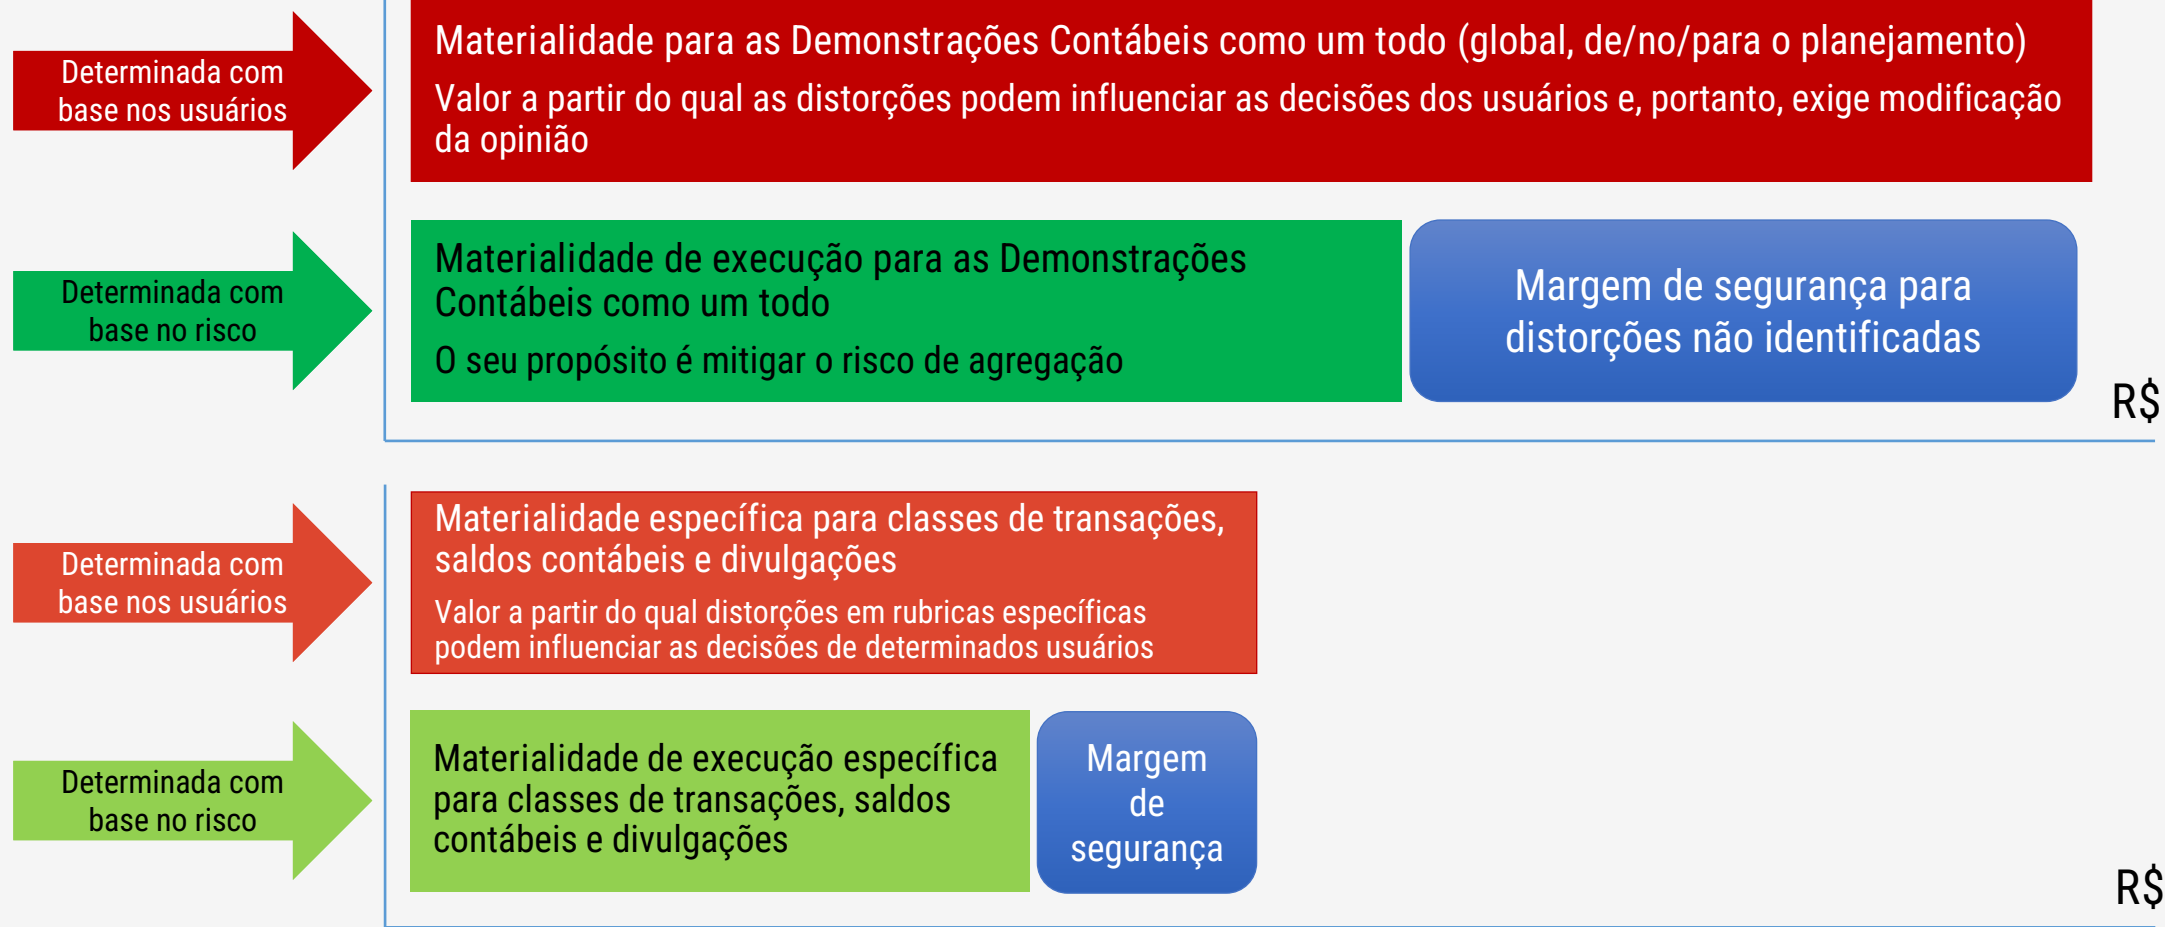 Determinada com
base nos usuários
Materialidade para as Demonstrações Contábeis como um todo (global, de/no/para o planejamento)
Valor a partir do qual as distorções podem influenciar as decisões dos usuários e, portanto, exige modificação
da opinião
Determinada com
base no risco
Materialidade de execução para as Demonstrações
Contábeis como um todo
O seu propósito é mitigar o risco de agregação
Margem de segurança para
distorções não identificadas
R$
Determinada com
base nos usuários
Materialidade específica para classes de transações,
saldos contábeis e divulgações
Valor a partir do qual distorções em rubricas específicas
podem influenciar as decisões de determinados usuários
Determinada com
base no risco
Materialidade de execução específica
para classes de transações, saldos
contábeis e divulgações
Margem
de
segurança
R$